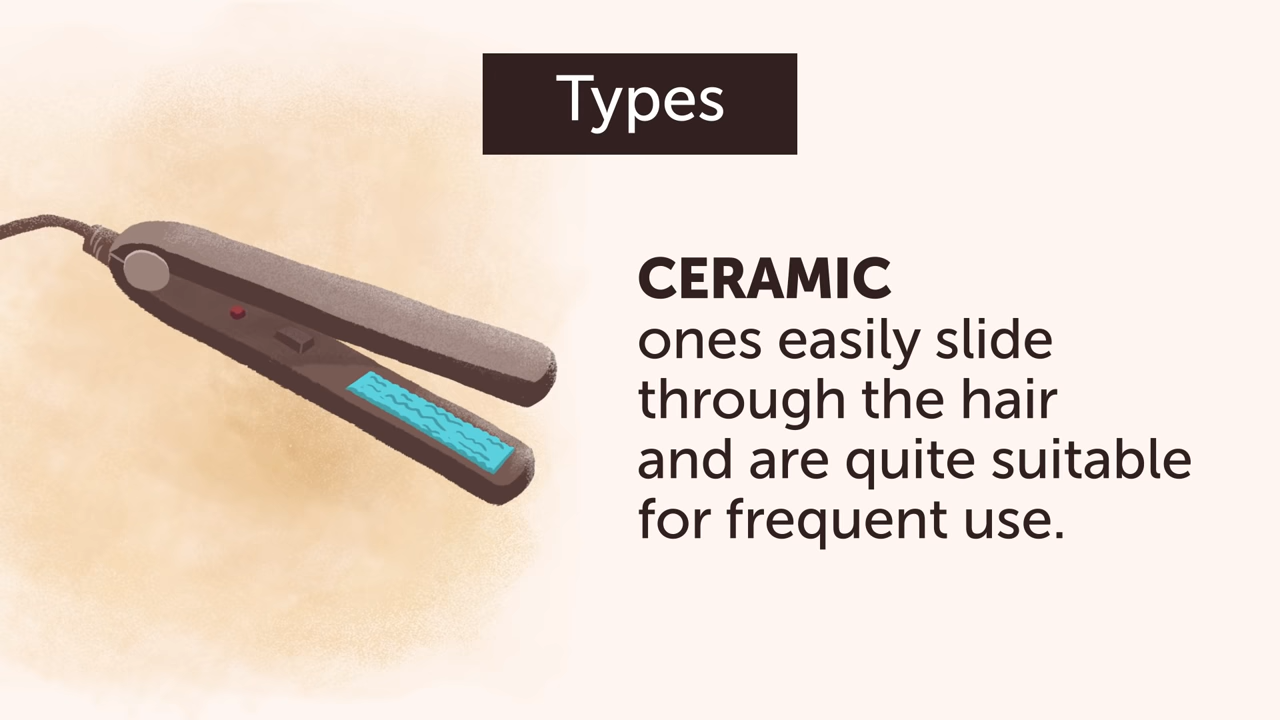 Types
CERAMIC
ones easily slide
through the hair
and are quite suitable
for frequent use.